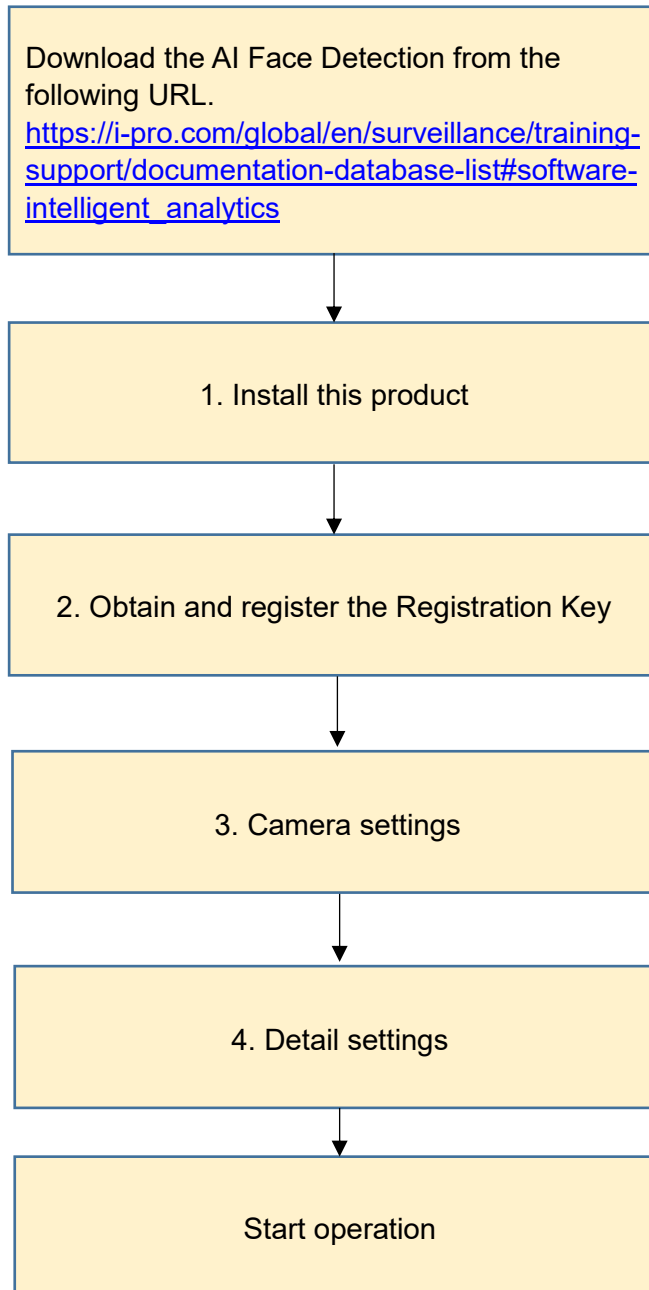 Download the AI Face Detection from the
following URL.
https://i-pro.com/global/en/surveillance/training-
support/documentation-database-list#software-
intelligent_analytics
1. Install this product
2. Obtain and register the Registration Key
3. Camera settings
4. Detail settings
Start operation